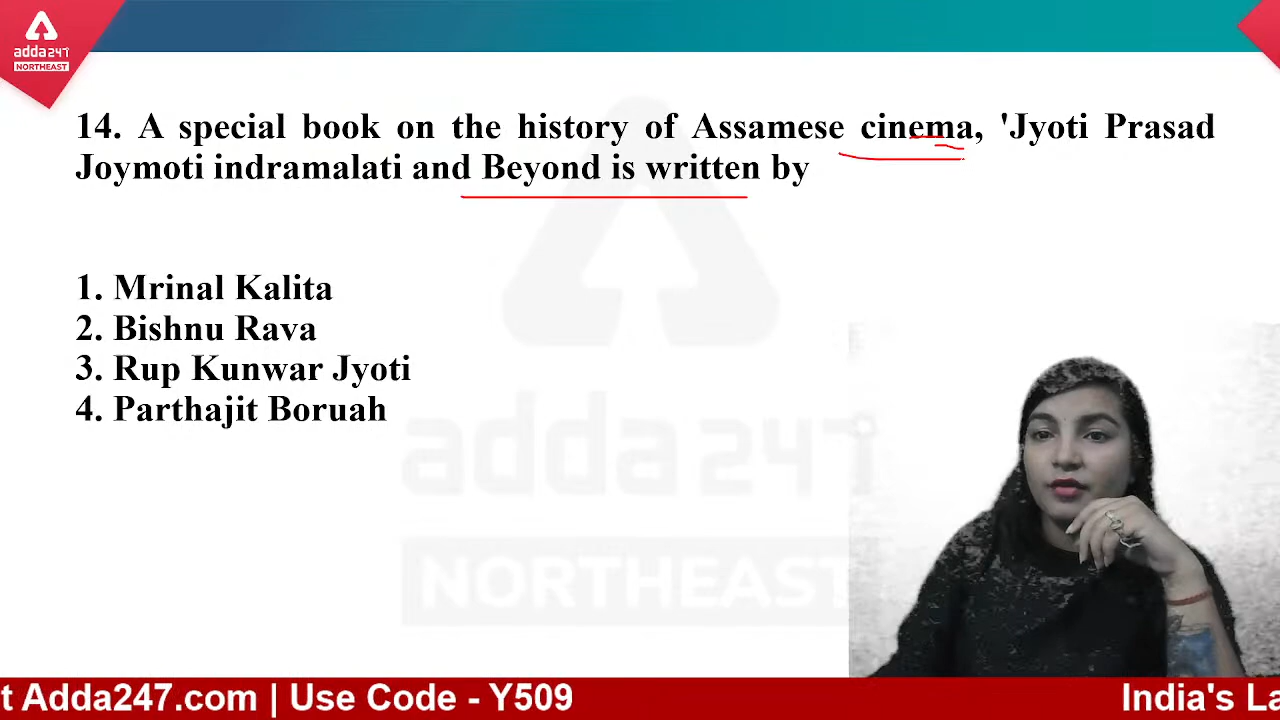 adda247
NORTHEAST
14. A special book on the history of Assamese cinema, 'Jyoti Prasad
Joymoti indramalati and Beyond is written by
1. Mrinal Kalita
2. Bishnu Rava
3. Rup Kunwar Jyoti
4. Parthajit Boruah
adda247
NORTHEAST
t Adda247.com | Use Code - Y509
India's La